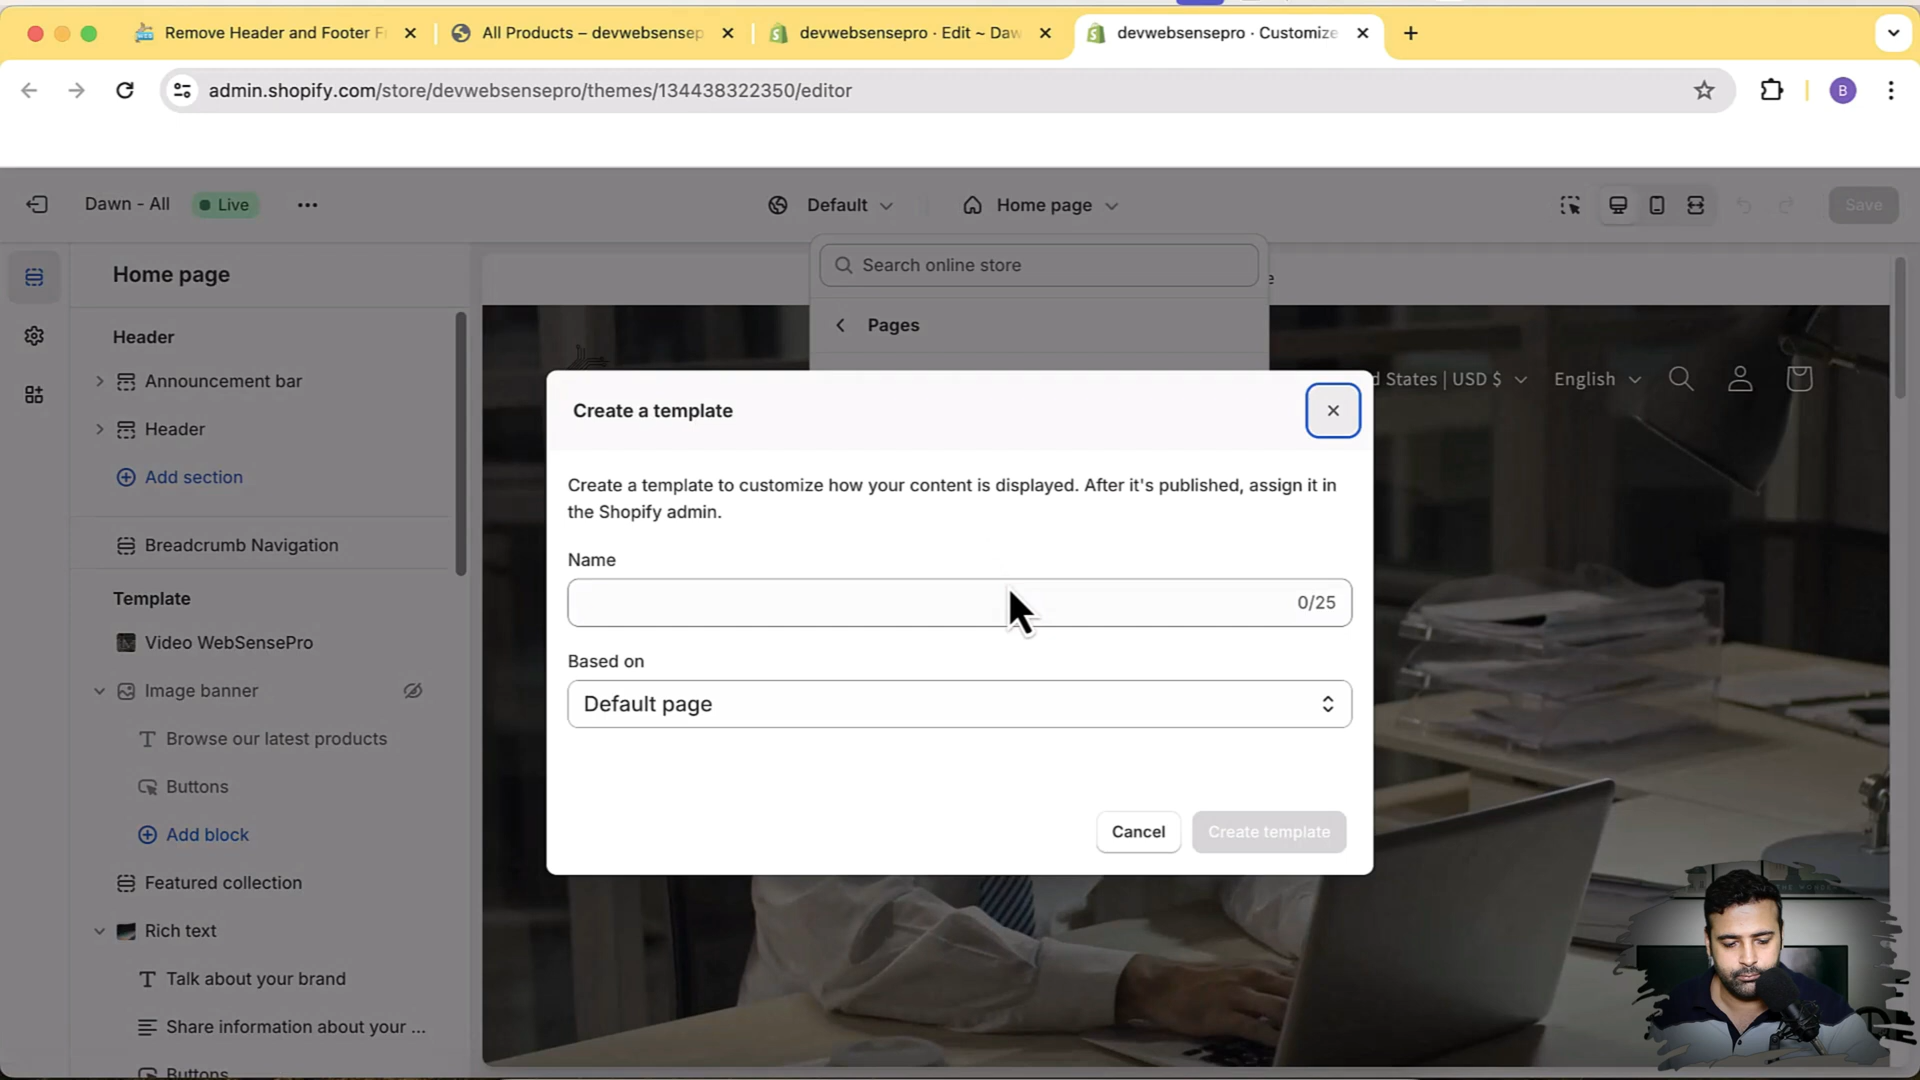 Remove Header and Footer F
All Products – devwebsensep
devwebsensepro · Edit ~ Daw
devwebsensepro · Customize
admin.shopify.com/store/devwebsensepro/themes/134438322350/editor
B
Dawn - All
Live
Default
Home page
Save
Home page
Search online store
Pages
Header
Announcement bar
Header
Add section
d States | USD $
English
Breadcrumb Navigation
Template
Video WebSensePro
Image banner
Browse our latest products
Buttons
Add block
Featured collection
Rich text
Talk about your brand
Share information about your ...
Buttons
Create a template
Create a template to customize how your content is displayed. After it's published, assign it in
the Shopify admin.
Name
0/25
Based on
Default page
Cancel
Create template